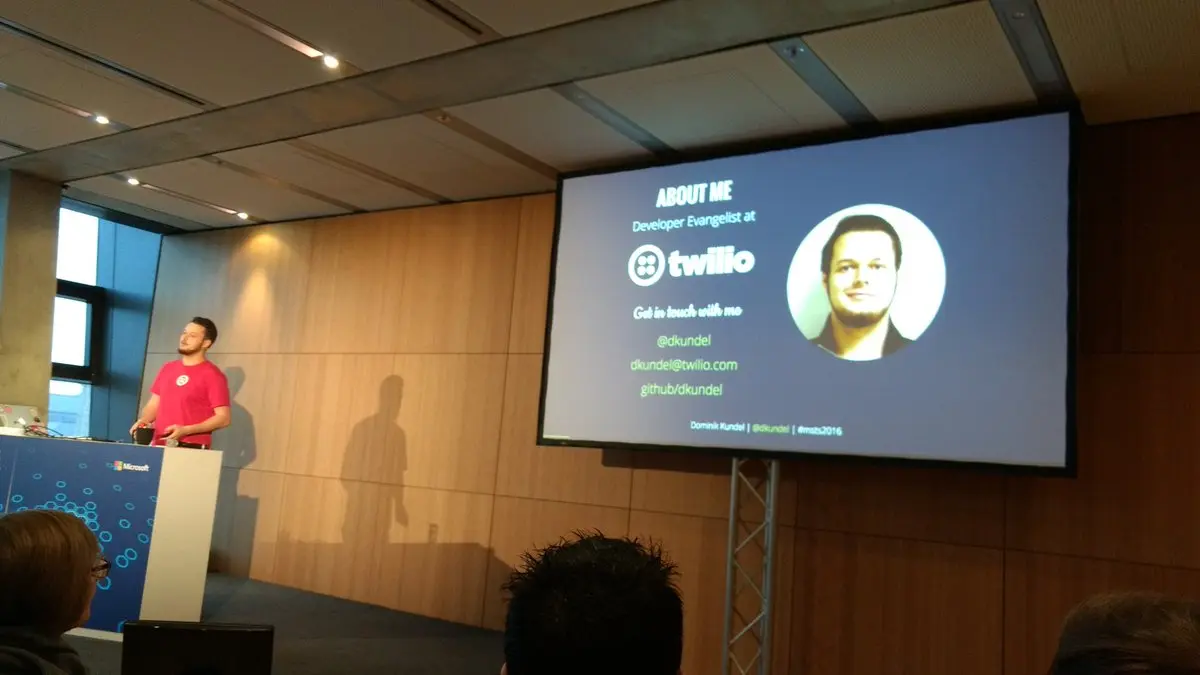 ABOUT ME
Developer Evangelist at
twilio
Get in touch with me
@dkundel
dkundel@twilio.com
github/dkundel
Dominik Kundel | @dkundel | #msts2016
Microsoft